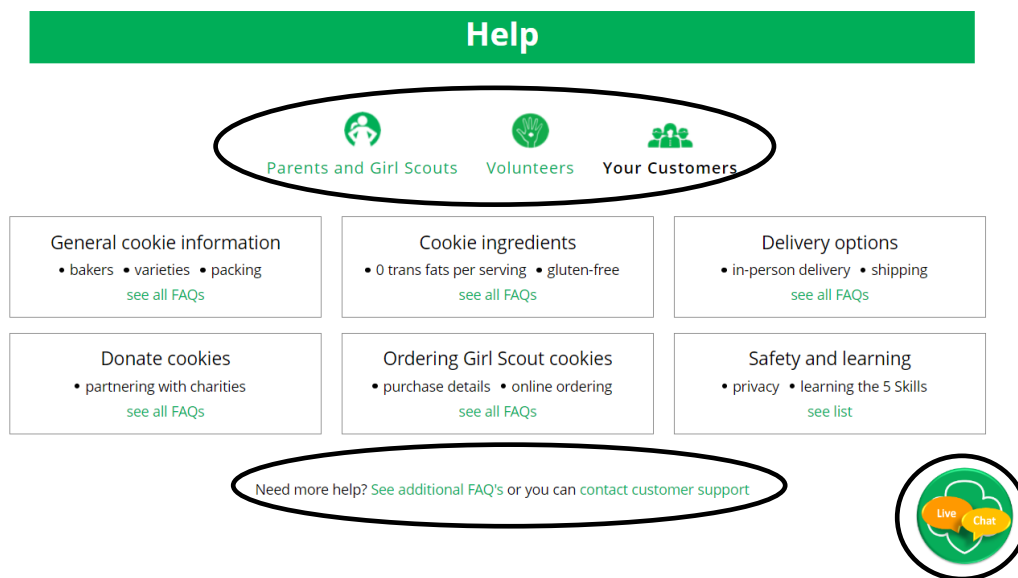 Help
Parents and Girl Scouts Volunteers Your Customers
General cookie information
• bakers • varieties • packing
see all FAQs
Cookie ingredients
• 0 trans fats per serving • gluten-free
see all FAQs
Delivery options
• in-person delivery • shipping
see all FAQs
Donate cookies
• partnering with charities
see all FAQs
Ordering Girl Scout cookies
• purchase details • online ordering
see all FAQs
Safety and learning
• privacy • learning the 5 Skills
see list
Need more help? See additional FAQ's or you can contact customer support
Live
Chat